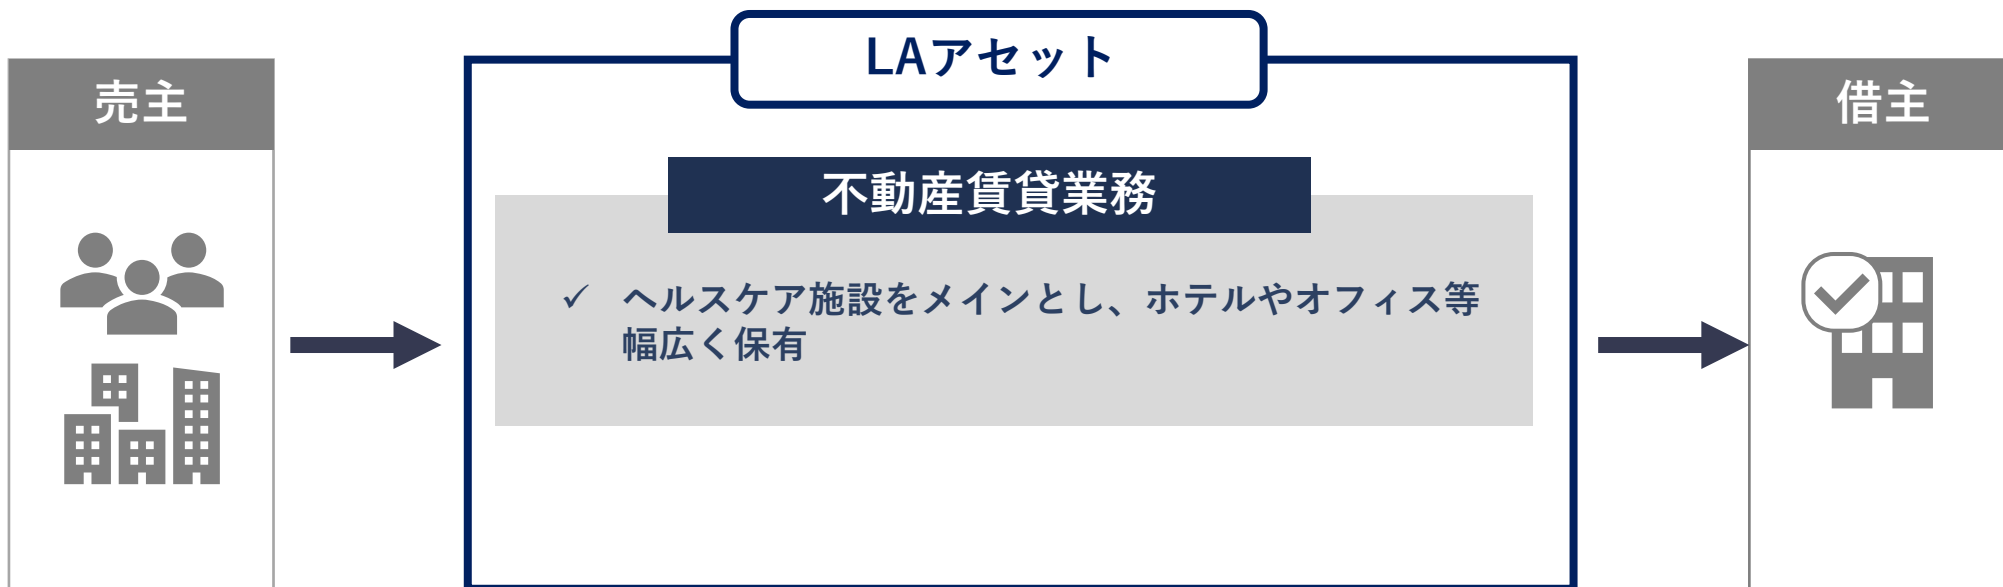 LAアセット
売主
借主
不動産賃貸業務
✓ ヘルスケア施設をメインとし、ホテルやオフィス等
幅広く保有